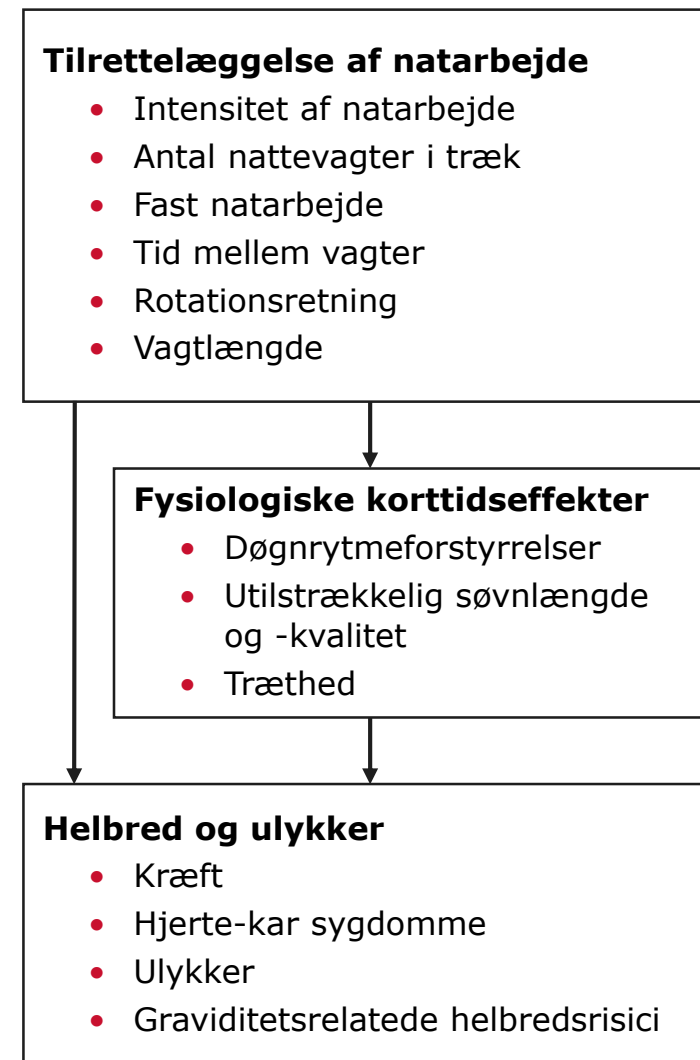 Tilrettelæggelse af natarbejde
• Intensitet af natarbejde
• Antal nattevagter i træk
• Fast natarbejde
• Tid mellem vagter
• Rotationsretning
• Vagtlængde
Fysiologiske korttidseffekter
• Døgnrytmeforstyrrelser
• Utilstrækkelig søvnlængde
og -kvalitet
• Træthed
Helbred og ulykker
• Kræft
• Hjerte-kar sygdomme
• Ulykker
• Graviditetsrelatede helbredsrisici